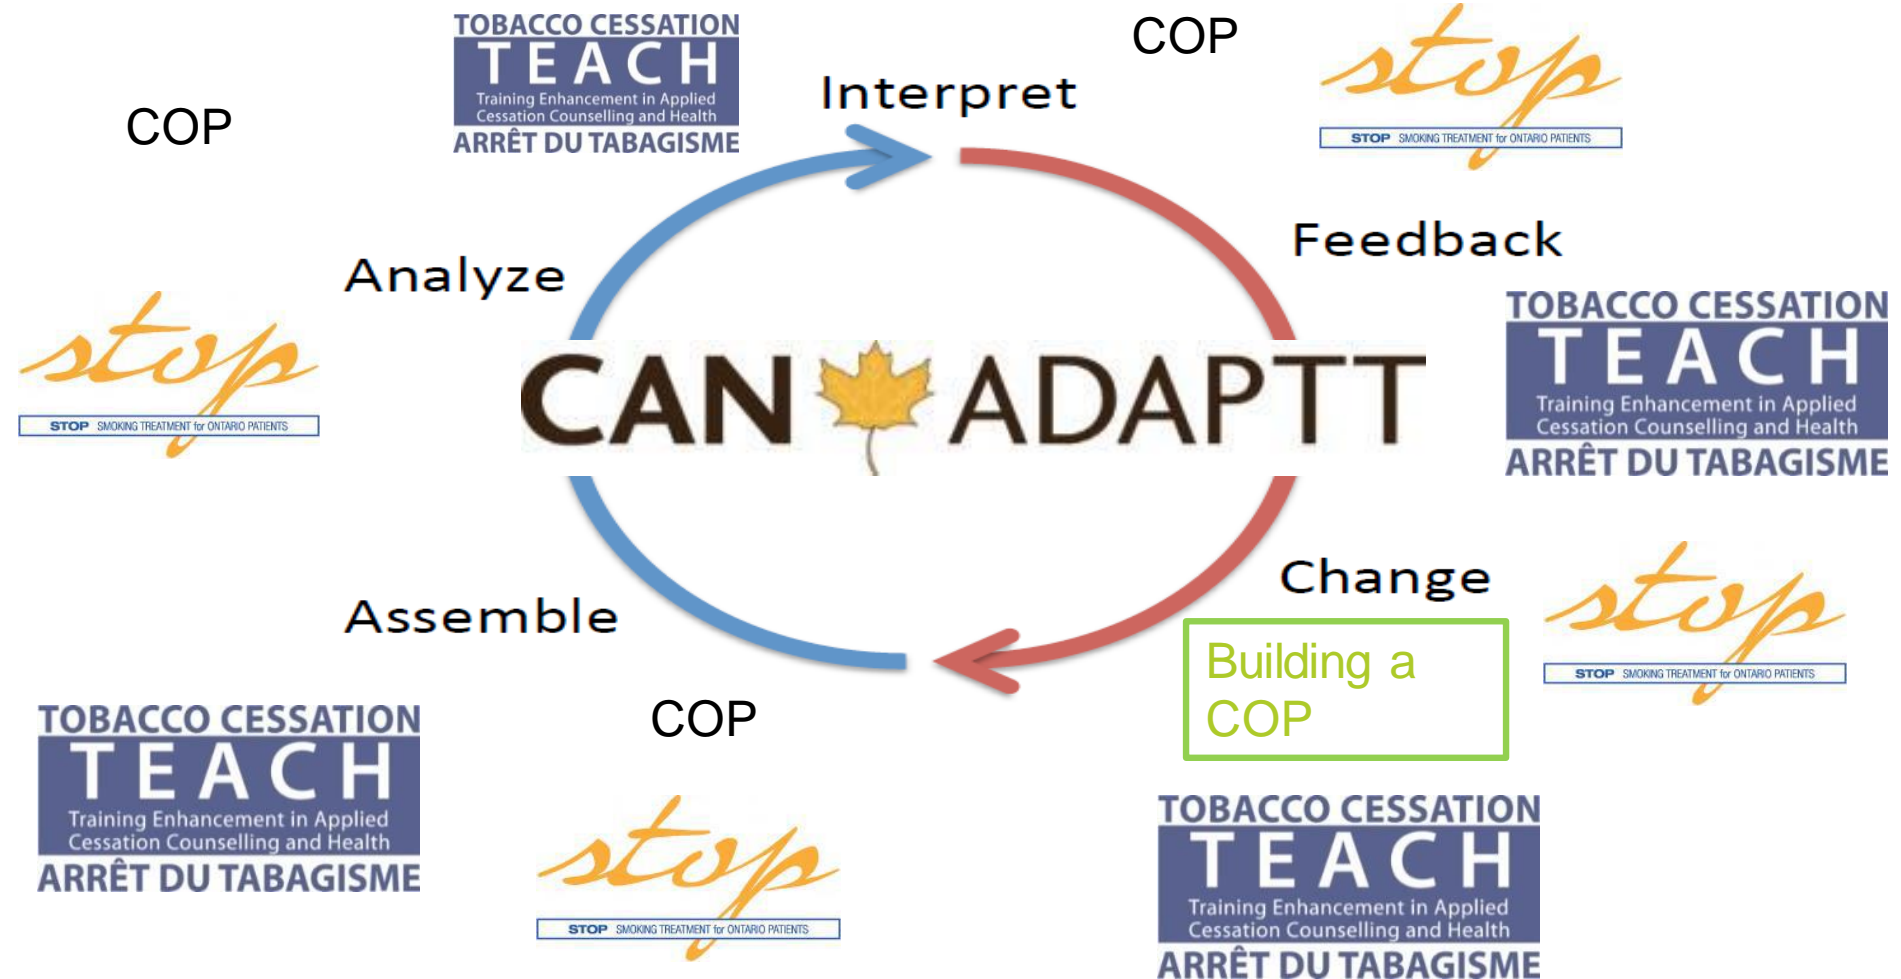 TOBACCO CESSATION
TEACH
Training Enhancement in Applied
Cessation Counselling and Health
ARRÊT DU TABAGISME
COP
stop
STOP SMOKING TREATMENT for ONTARIO PATIENTS
Interpret
COP
Feedback
Analyze
stop
STOP SMOKING TREATMENT for ONTARIO PATIENTS
CAN ADAPTT
TOBACCO CESSATION
TEACH
Training Enhancement in Applied
Cessation Counselling and Health
ARRÊT DU TABAGISME
Change
stop
STOP SMOKING TREATMENT for ONTARIO PATIENTS
Assemble
Building a
COP
TOBACCO CESSATION
TEACH
Training Enhancement in Applied
Cessation Counselling and Health
ARRÊT DU TABAGISME
COP
stop
STOP SMOKING TREATMENT for ONTARIO PATIENTS
TOBACCO CESSATION
TEACH
Training Enhancement in Applied
Cessation Counselling and Health
ARRÊT DU TABAGISME